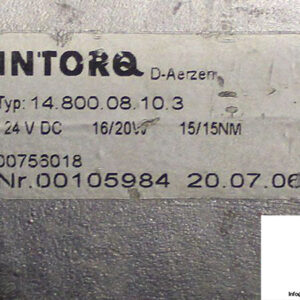 INTORQ D-Aerzen
Typ: 14.800.08.10.3
24 V DC 16/20W 15/15NM
00756018
Nr.00105984 20.07.06